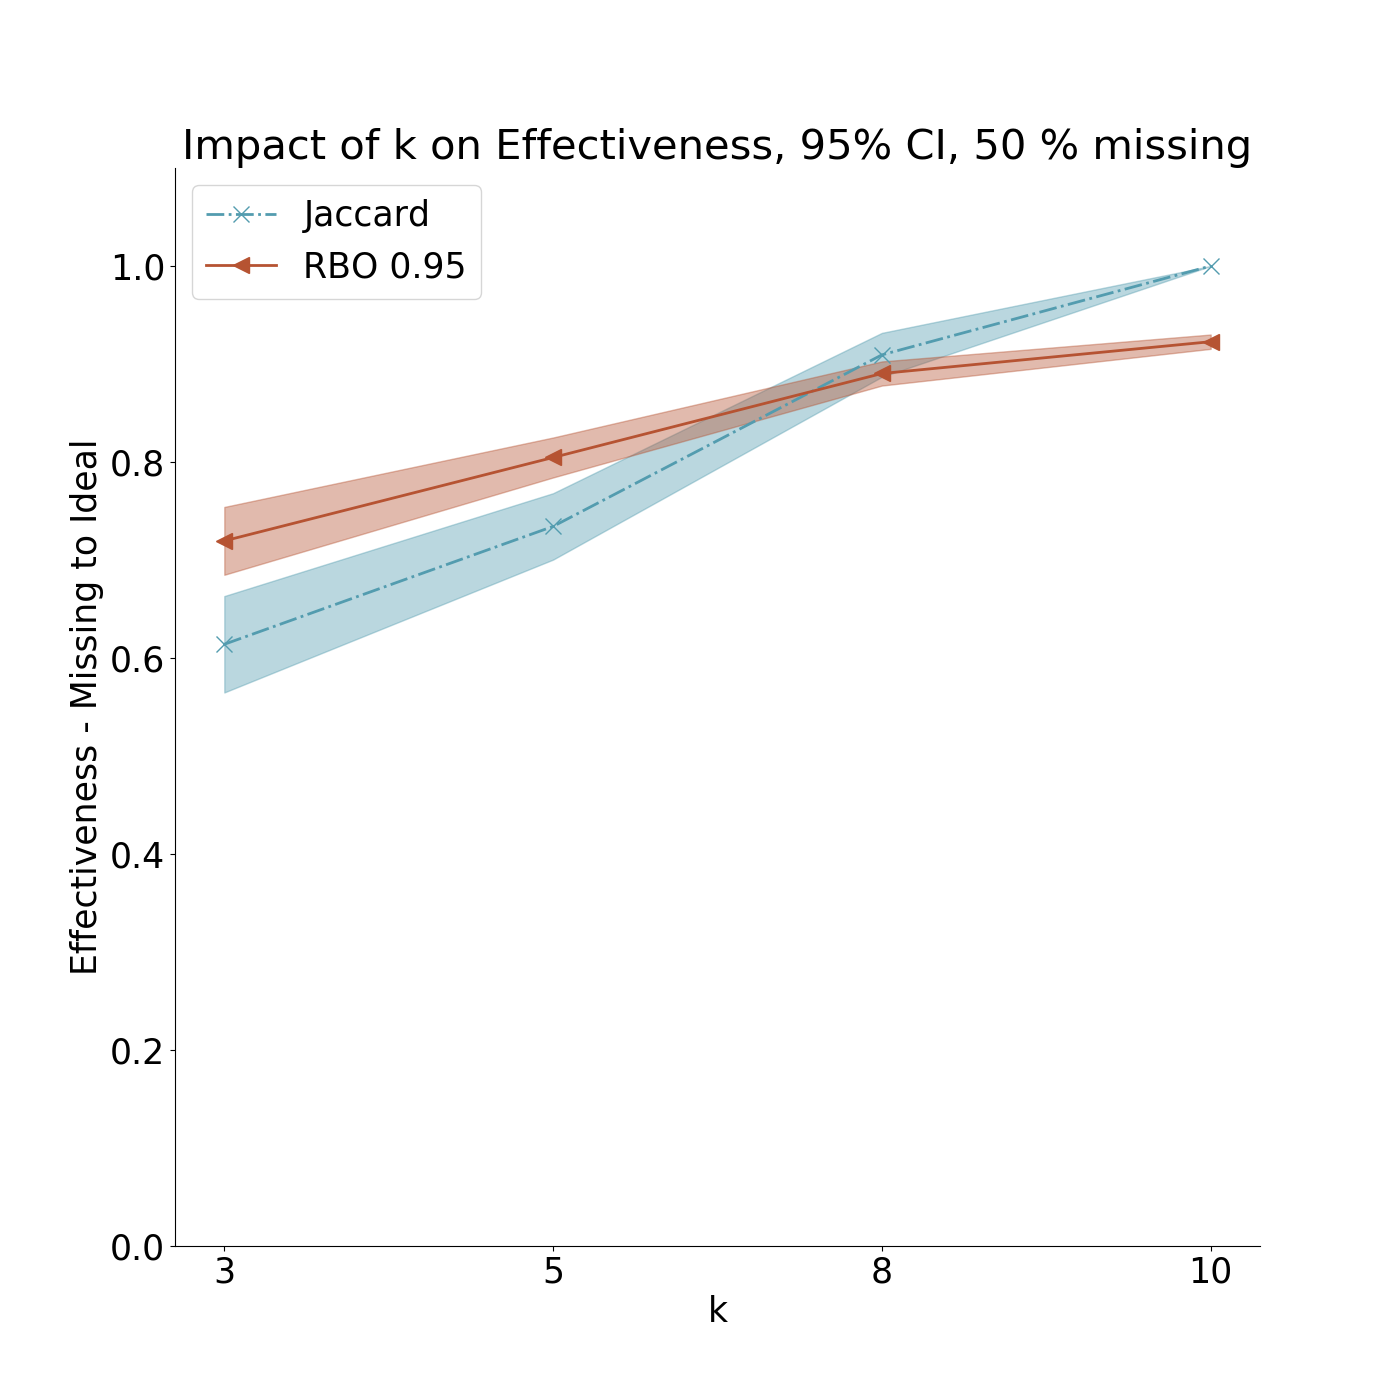 Impact of k on Effectiveness, 95% CI, 50 % missing
Jaccard
RBO 0.95
Effectiveness - Missing to Ideal
1.0
0.8
0.6
0.4
0.2
0.0
3 5 8 10
k